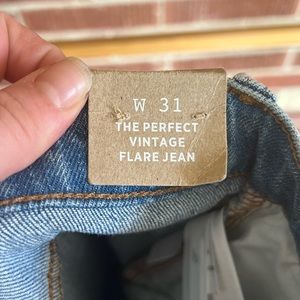 W 31
THE PERFECT
VINTAGE
FLARE JEAN